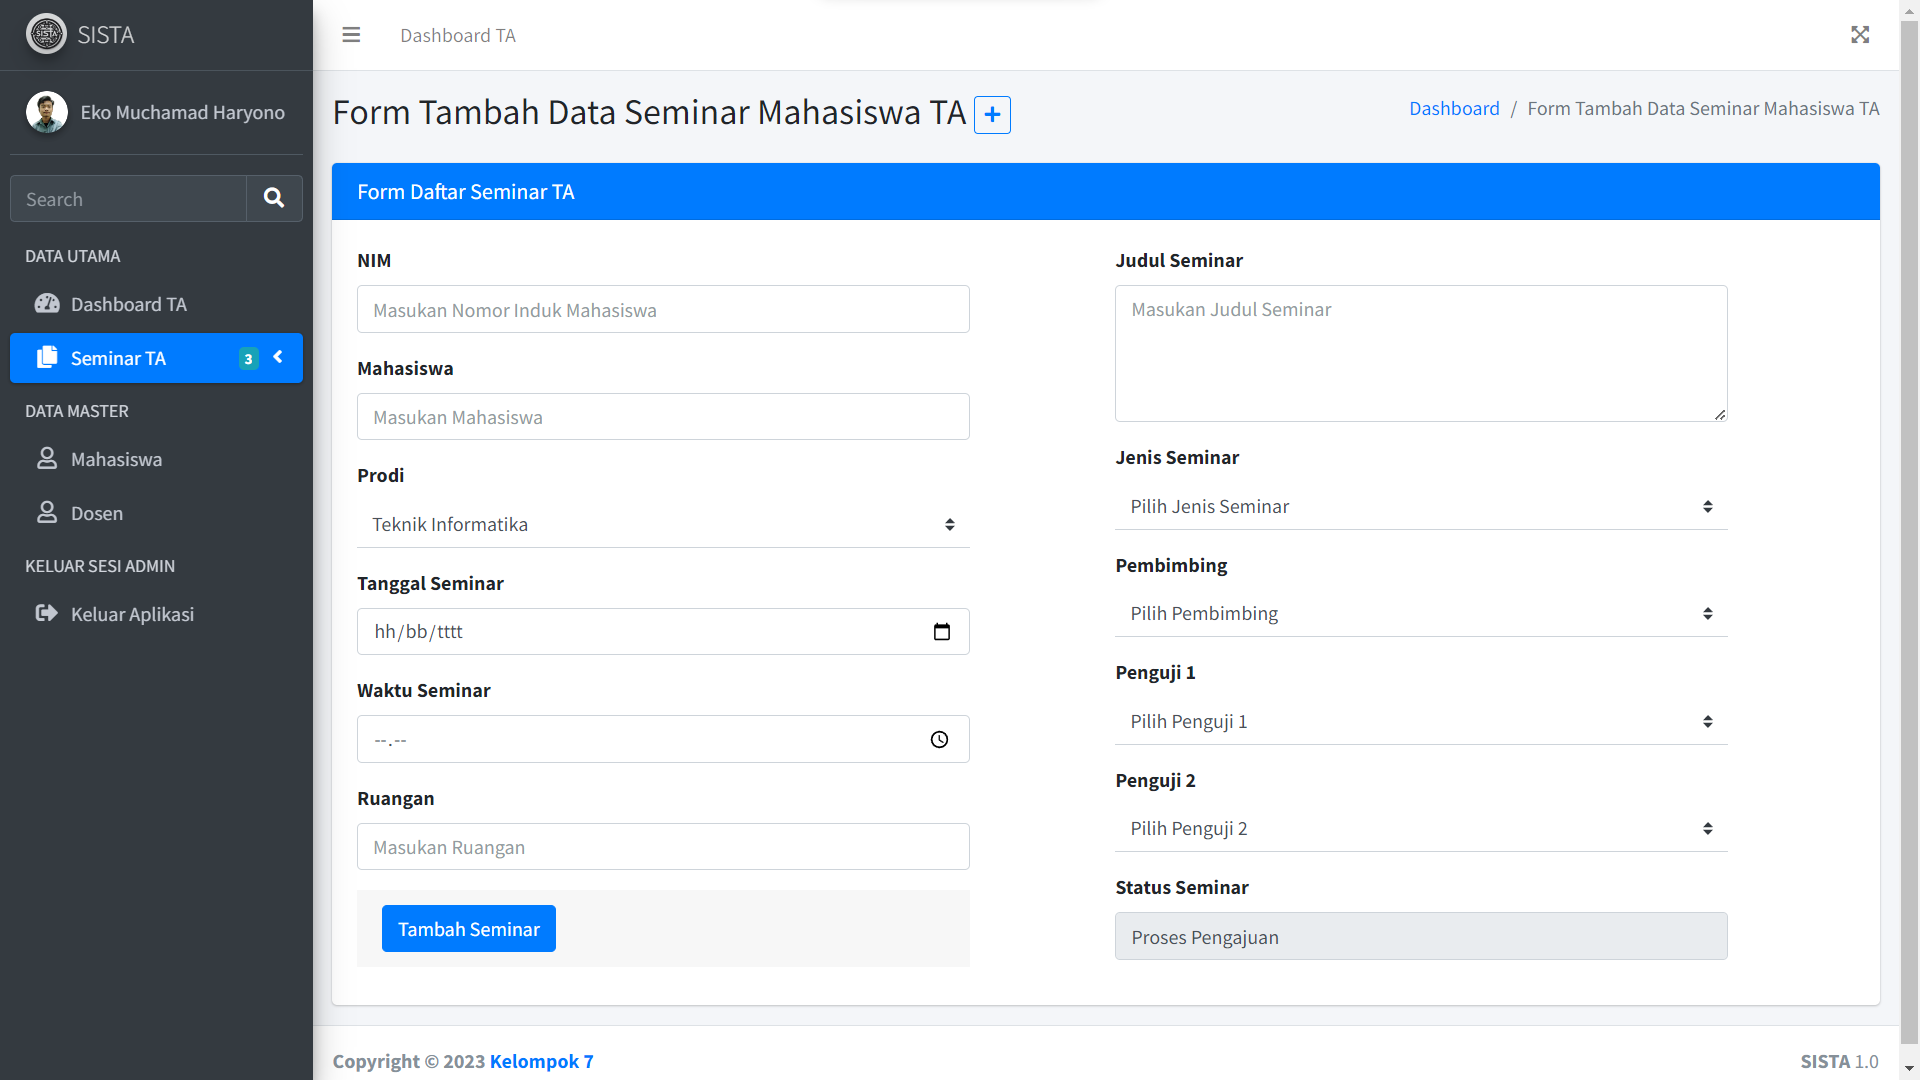 SISTA
Eko Muchamad Haryono
Search
DATA UTAMA
Dashboard TA
Seminar TA
3
DATA MASTER
Mahasiswa
Dosen
KELUAR SESI ADMIN
Keluar Aplikasi
Dashboard TA
Form Tambah Data Seminar Mahasiswa TA
Dashboard / Form Tambah Data Seminar Mahasiswa TA
Form Daftar Seminar TA
NIM
Masukan Nomor Induk Mahasiswa
Mahasiswa
Masukan Mahasiswa
Prodi
Teknik Informatika
Tanggal Seminar
hh/bb/tttt
Waktu Seminar
--.--
Ruangan
Masukan Ruangan
Tambah Seminar
Judul Seminar
Masukan Judul Seminar
Jenis Seminar
Pilih Jenis Seminar
Pembimbing
Pilih Pembimbing
Penguji 1
Pilih Penguji 1
Penguji 2
Pilih Penguji 2
Status Seminar
Proses Pengajuan
Copyright © 2023 Kelompok 7
SISTA 1.0